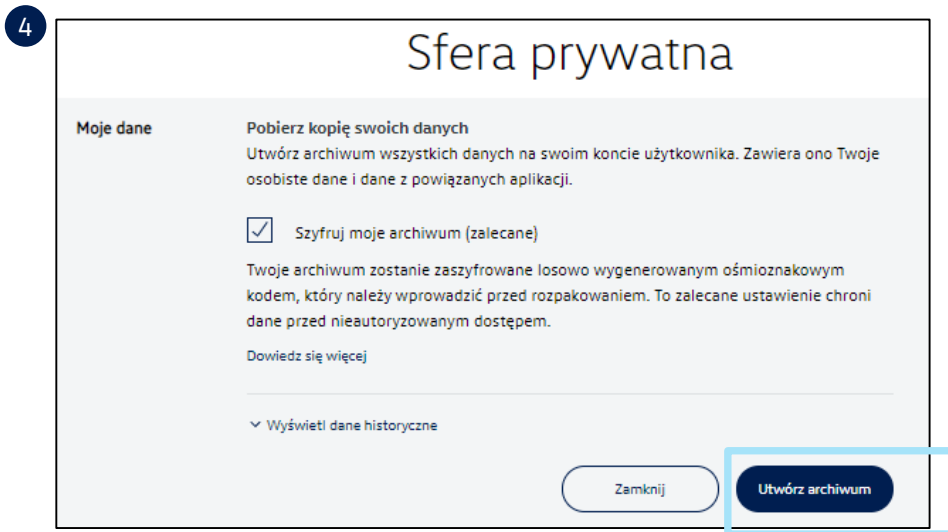 4
Sfera prywatna
Moje dane
Pobierz kopię swoich danych
Utwórz archiwum wszystkich danych na swoim koncie użytkownika. Zawiera ono Twoje
osobiste dane i dane z powiązanych aplikacji.
Szyfruj moje archiwum (zalecane)
Twoje archiwum zostanie zaszyfrowane losowo wygenerowanym ośmioznakowym
kodem, który należy wprowadzić przed rozpakowaniem. To zalecane ustawienie chroni
dane przed nieautoryzowanym dostępem.
Dowiedz się więcej
Wyświetl dane historyczne
Zamknij
Utwórz archiwum